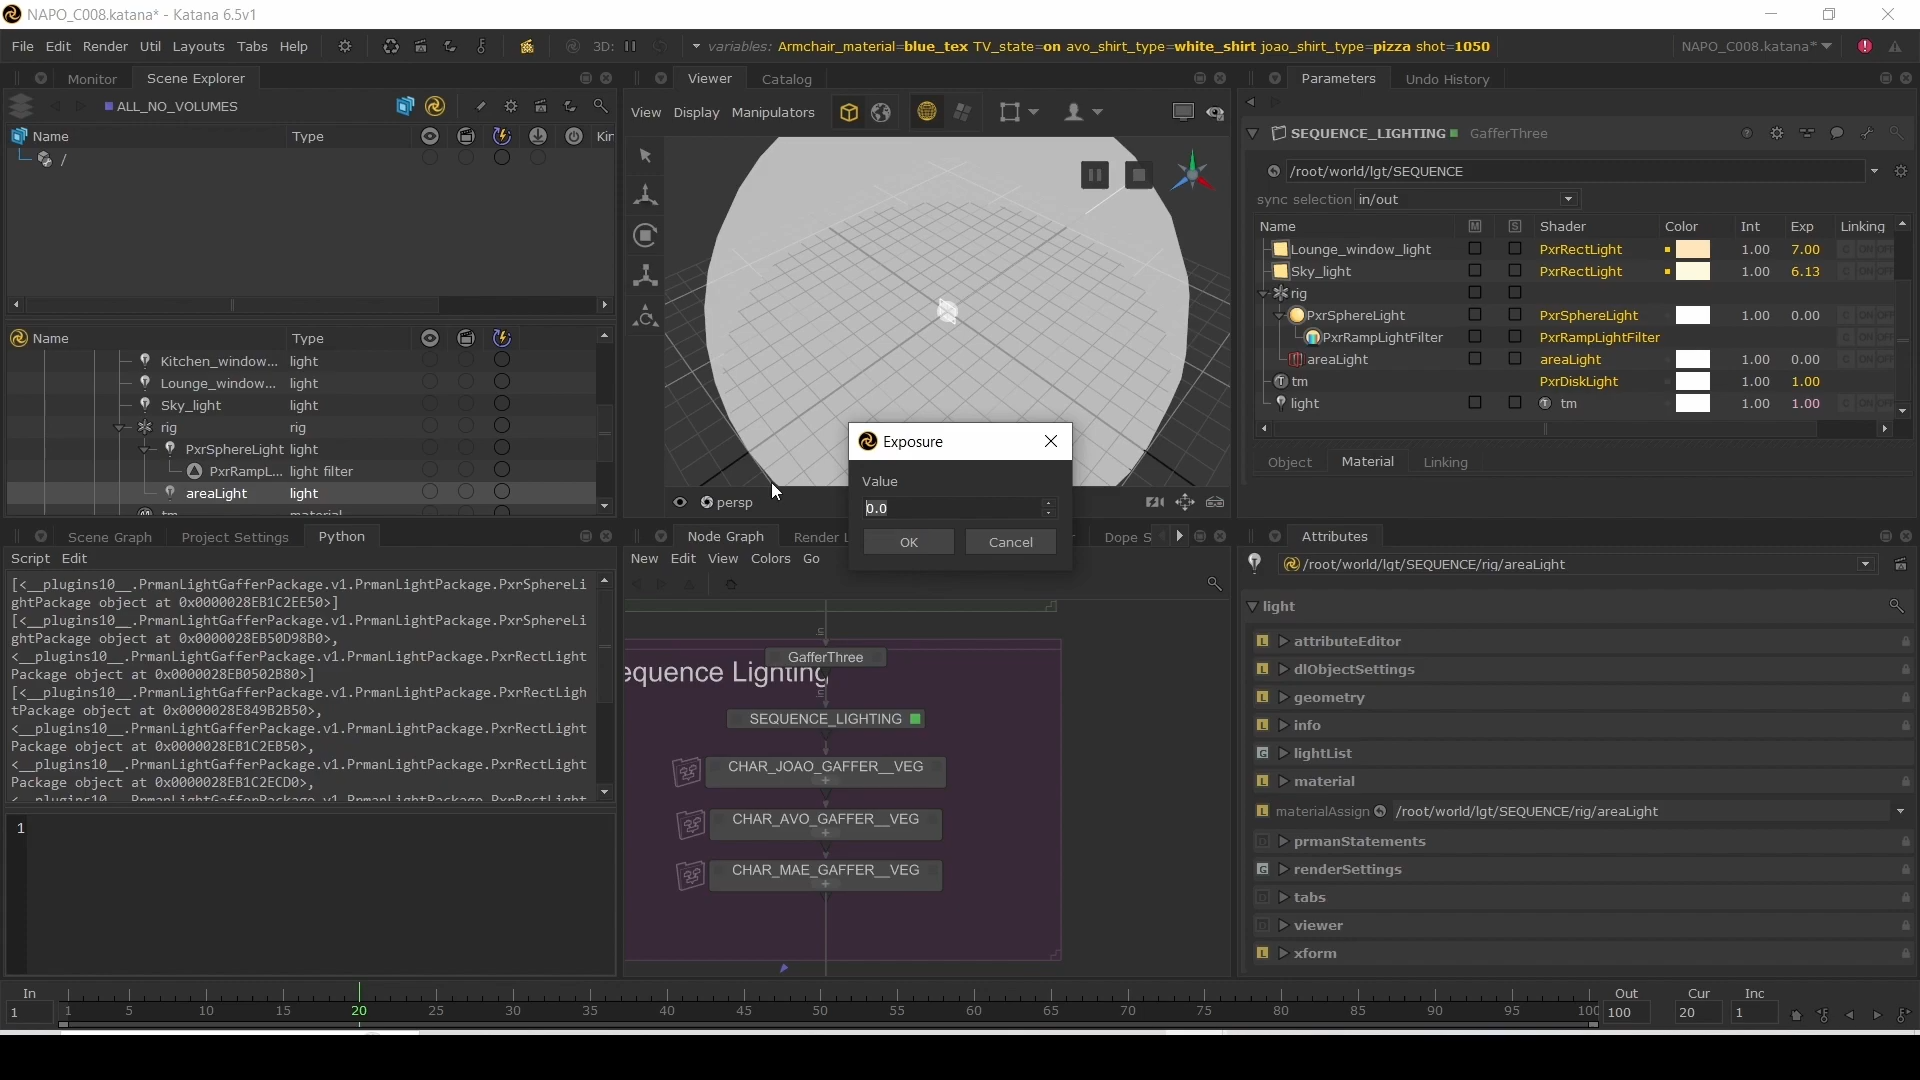 NAPO_C008.katana* - Katana 6.5v1
File Edit Render Util Layouts Tabs Help
3D:
variables: Armchair_material=blue_tex TV_state=on avo_shirt_type=white_shirt joao_shirt_type=pizza shot=1050
NAPO_C008.katana*
Monitor Scene Explorer
ALL_NO_VOLUMES
Name Type Kin
/
Name Type
Kitchen_window... light
Lounge_window... light
Sky_light light
rig rig
PxrSphereLight light
PxrRampL... light filter
areaLight light
Viewer Catalog
View Display Manipulators
persp
Exposure
Value
0.0
OK Cancel
Parameters Undo History
SEQUENCE_LIGHTING GafferThree
/root/world/lgt/SEQUENCE
sync selection in/out
Name M S Shader Color Int Exp Linking
Lounge_window_light PxrRectLight 1.00 7.00
Sky_light PxrRectLight 1.00 6.13
rig
PxrSphereLight PxrSphereLight 1.00 0.00
PxrRampLightFilter PxrRampLightFilter
areaLight areaLight 1.00 0.00
tm PxrDiskLight 1.00 1.00
light tm 1.00 1.00
Object Material Linking
Scene Graph Project Settings Python
Script Edit
[<__plugins10__.PrmanLightGafferPackage.v1.PrmanLightPackage.PxrSphereLi
ghtPackage object at 0x0000028EB1C2EE50>]
[<__plugins10__.PrmanLightGafferPackage.v1.PrmanLightPackage.PxrSphereLi
ghtPackage object at 0x0000028EB50D98B0>,
<__plugins10__.PrmanLightGafferPackage.v1.PrmanLightPackage.PxrRectLight
Package object at 0x0000028EB0502B80>]
[<__plugins10__.PrmanLightGafferPackage.v1.PrmanLightPackage.PxrRectLigh
tPackage object at 0x0000028E849B2B50>,
<__plugins10__.PrmanLightGafferPackage.v1.PrmanLightPackage.PxrRectLight
Package object at 0x0000028EB1C2EB50>,
<__plugins10__.PrmanLightGafferPackage.v1.PrmanLightPackage.PxrRectLight
Package object at 0x0000028EB1C2ECD0>,
1
Node Graph Render L Dope S
New Edit View Colors Go
GafferThree
equence Lighting
SEQUENCE_LIGHTING
CHAR_JOAO_GAFFER__VEG
CHAR_AVO_GAFFER__VEG
CHAR_MAE_GAFFER__VEG
Attributes
/root/world/lgt/SEQUENCE/rig/areaLight
light
L attributeEditor
L dlObjectSettings
L geometry
L info
G lightList
L material
L materialAssign /root/world/lgt/SEQUENCE/rig/areaLight
prmanStatements
G renderSettings
tabs
viewer
L xform
In Out Cur Inc
1 1 5 10 15 20 25 30 35 40 45 50 55 60 65 70 75 80 85 90 95 100 100 20 1